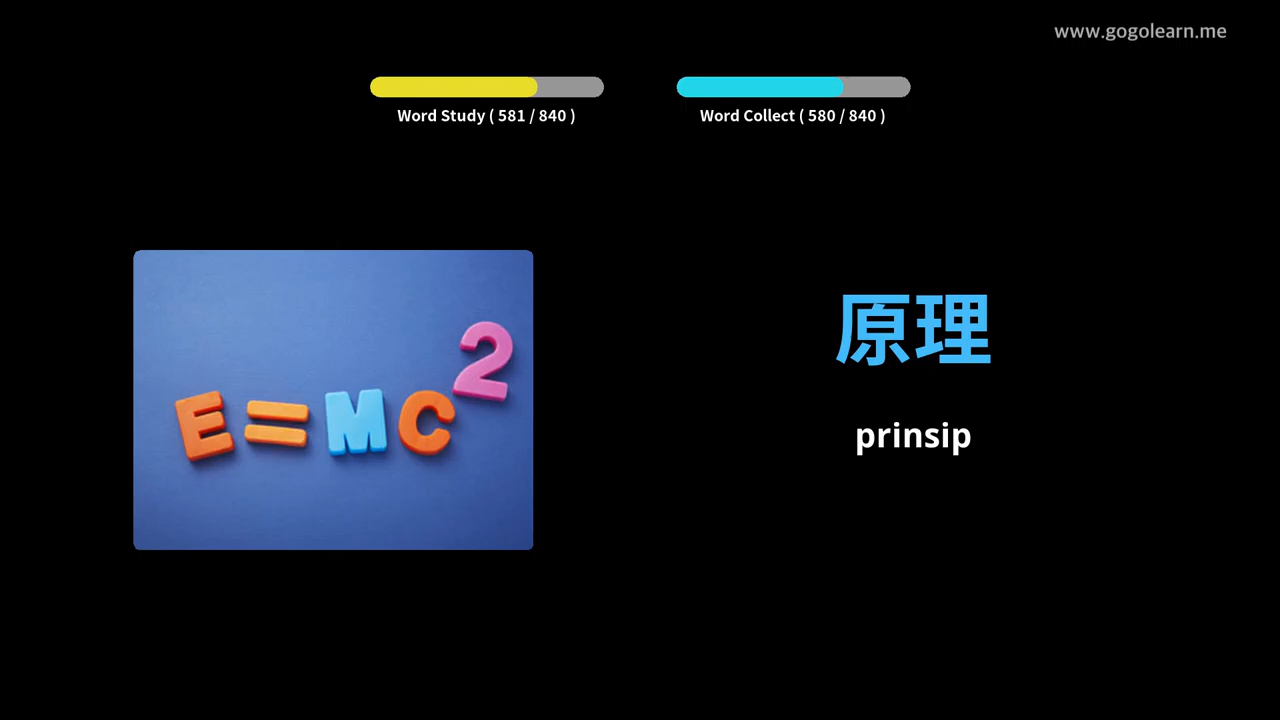 www.gogolearn.me
Word Study ( 581 / 840 )
Word Collect ( 580 / 840 )
E=MC²
原理
prinsip